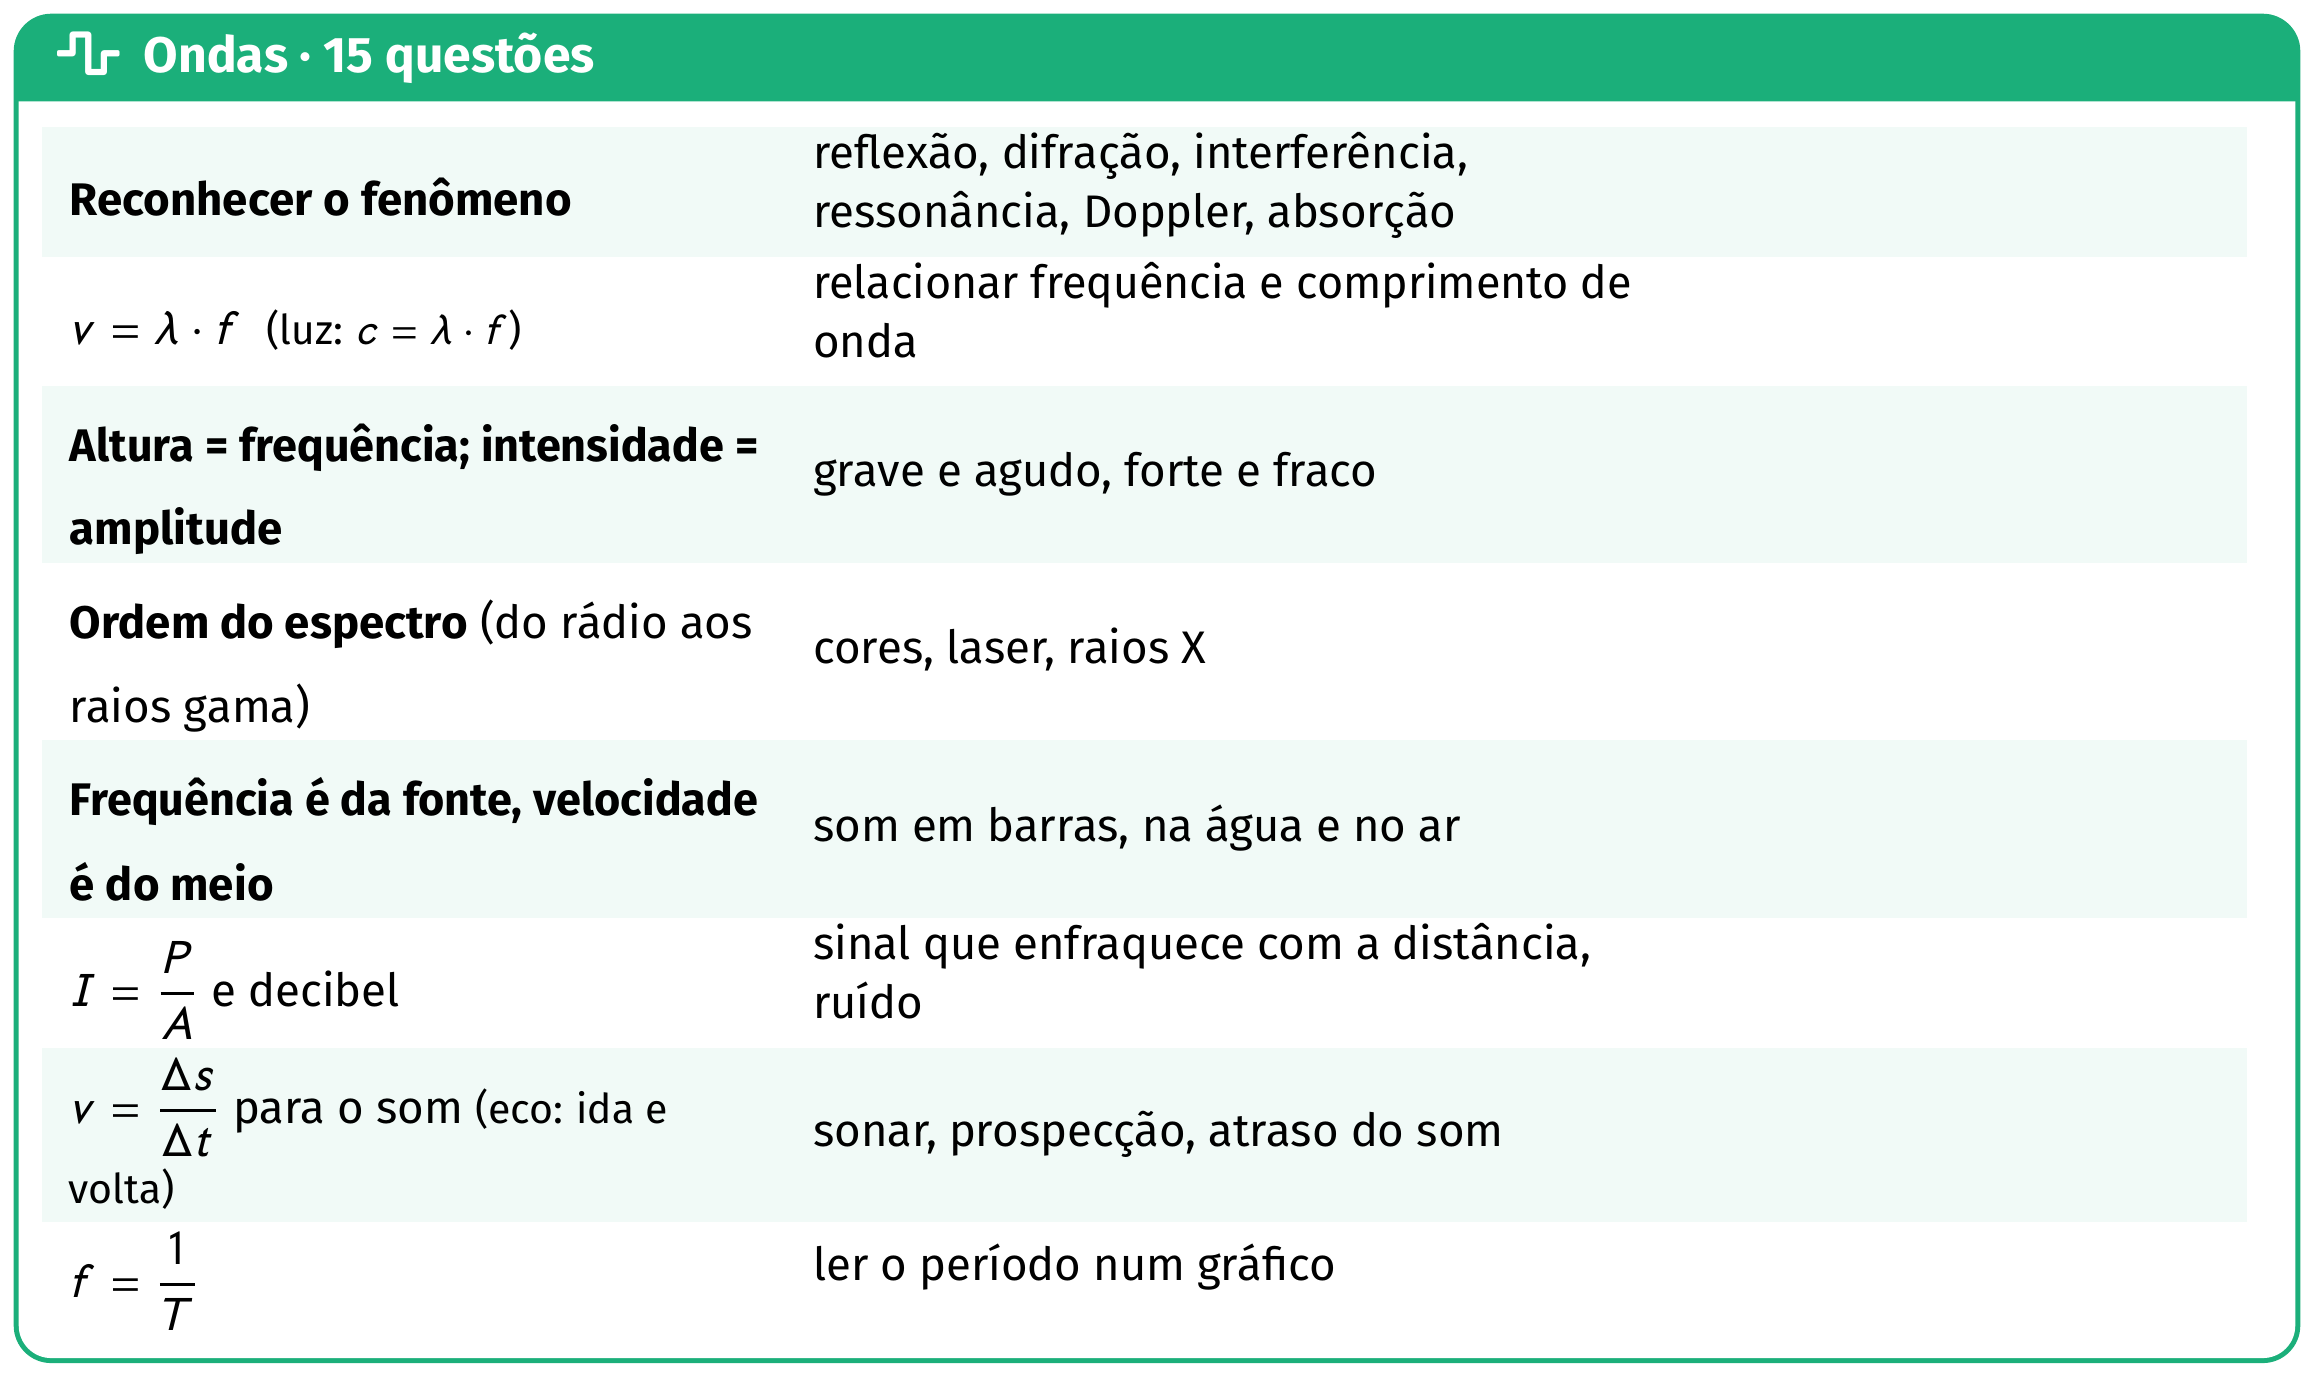 Ondas · 15 questões
Reconhecer o fenômeno
reflexão, difração, interferência,
ressonância, Doppler, absorção
v = λ · f (luz: c = λ · f)
relacionar frequência e comprimento de
onda
Altura = frequência; intensidade =
amplitude
grave e agudo, forte e fraco
Ordem do espectro (do rádio aos
raios gama)
cores, laser, raios X
Frequência é da fonte, velocidade
é do meio
som em barras, na água e no ar
I = P/A e decibel
sinal que enfraquece com a distância,
ruído
v = Δs/Δt para o som (eco: ida e
volta)
sonar, prospecção, atraso do som
f = 1/T
ler o período num gráfico